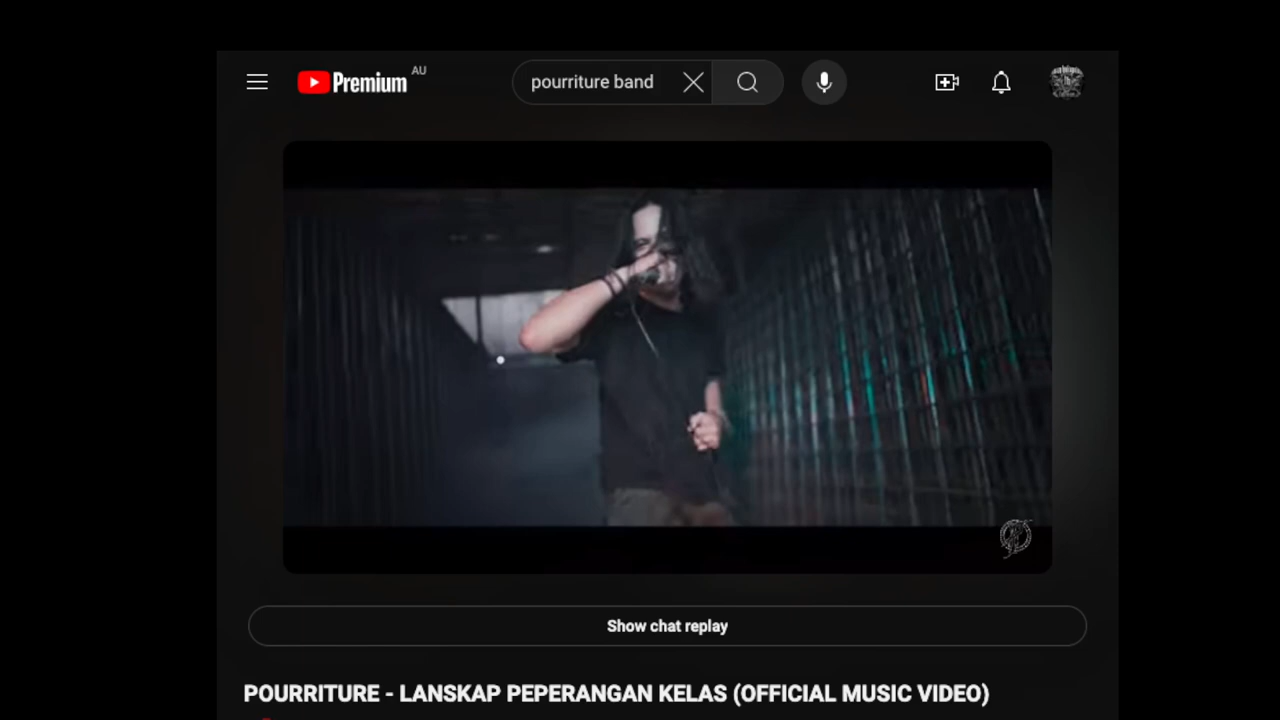 Premium AU
pourriture band
Show chat replay
POURRITURE - LANSKAP PEPERANGAN KELAS (OFFICIAL MUSIC VIDEO)